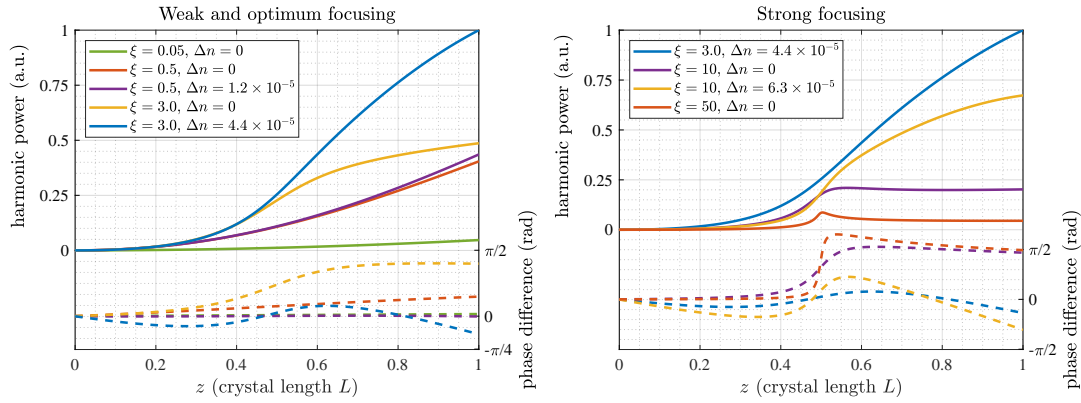 Weak and optimum focusing
harmonic power (a.u.)
1
0.75
0.5
0.25
0
ξ = 0.05, Δn = 0
ξ = 0.5, Δn = 0
ξ = 0.5, Δn = 1.2 × 10⁻⁵
ξ = 3.0, Δn = 0
ξ = 3.0, Δn = 4.4 × 10⁻⁵
π/2
0
-π/4
phase difference (rad)
0 0.2 0.4 0.6 0.8 1
z (crystal length L)
Strong focusing
harmonic power (a.u.)
1
0.75
0.5
0.25
0
ξ = 3.0, Δn = 4.4 × 10⁻⁵
ξ = 10, Δn = 0
ξ = 10, Δn = 6.3 × 10⁻⁵
ξ = 50, Δn = 0
π/2
0
-π/2
phase difference (rad)
0 0.2 0.4 0.6 0.8 1
z (crystal length L)